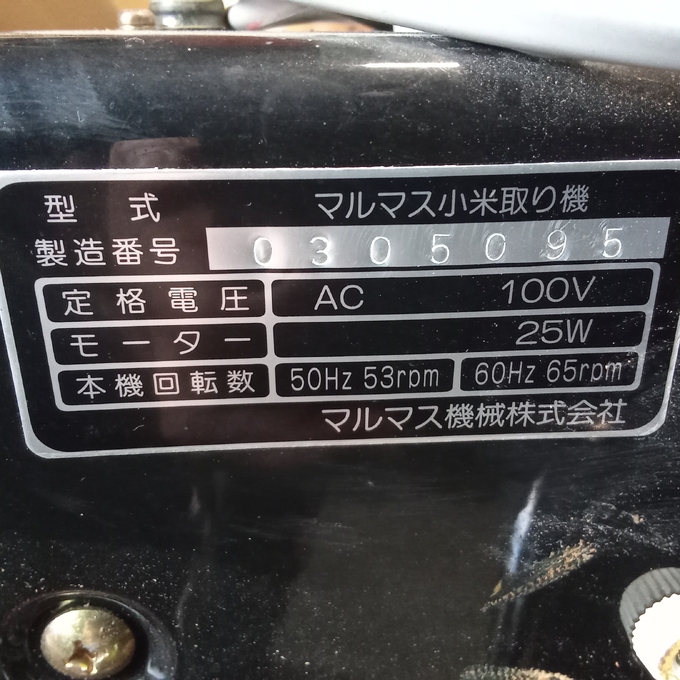 型式 マルマス小米取り機
製造番号 0305095
定格電圧 AC 100V
モーター 25W
本機回転数 50Hz 53rpm 60Hz 65rpm
マルマス機械株式会社